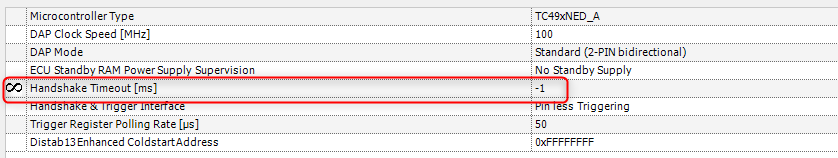 Microcontroller Type TC49xNED_A
DAP Clock Speed [MHz] 100
DAP Mode Standard (2-PIN bidirectional)
ECU Standby RAM Power Supply Supervision No Standby Supply
∞ Handshake Timeout [ms] -1
Handshake & Trigger Interface Pin less Triggering
Trigger Register Polling Rate [µs] 50
Distab13Enhanced ColdstartAddress 0xFFFFFFFF